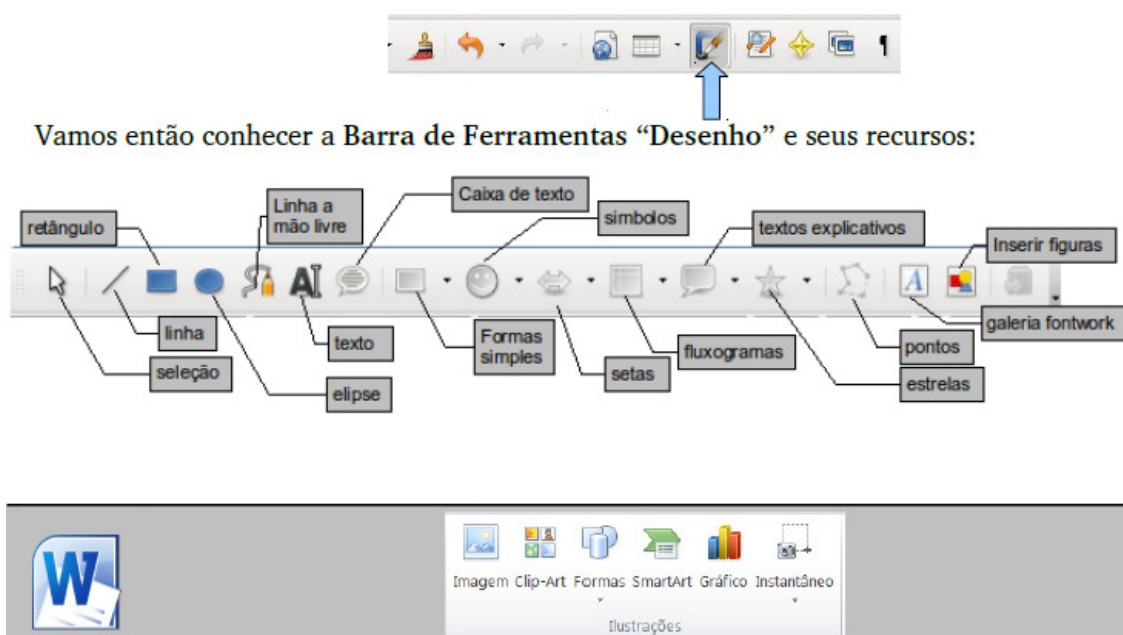 ¶
Vamos então conhecer a Barra de Ferramentas “Desenho” e seus recursos:
Caixa de texto
Linha a
mão livre
simbolos
retângulo
textos explicativos
Inserir figuras
AI
A
linha
texto
Formas
simples
fluxogramas
pontos
galeria fontwork
seleção
elipse
setas
estrelas
W
Imagem Clip-Art Formas SmartArt Gráfico Instantâneo
Ilustrações